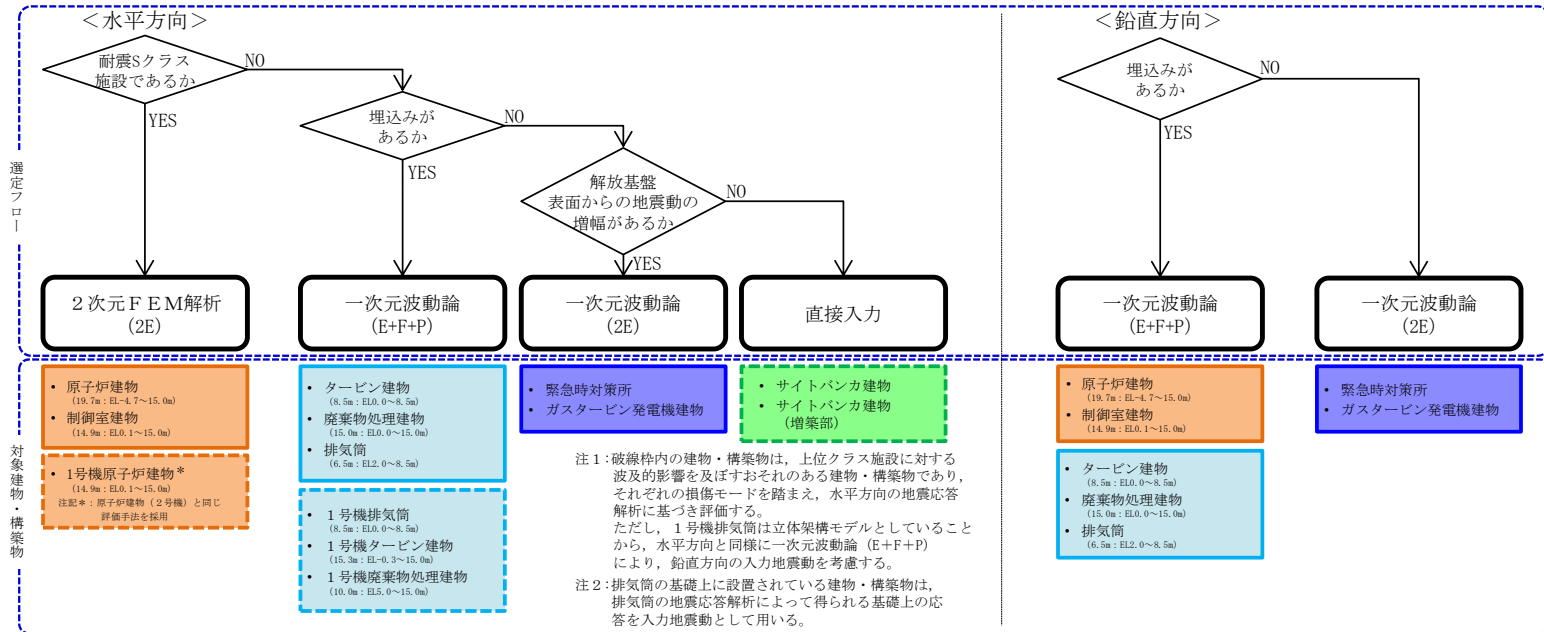 選定フロー
＜水平方向＞
耐震Sクラス
施設であるか
NO
YES
埋込みが
あるか
NO
YES
解放基盤
表面からの地震動の
増幅があるか
NO
YES
２次元ＦＥＭ解析
(2E)
一次元波動論
(E+F+P)
一次元波動論
(2E)
直接入力
＜鉛直方向＞
埋込みが
あるか
NO
YES
一次元波動論
(E+F+P)
一次元波動論
(2E)
対象建物・構築物
• 原子炉建物
(19.7m：EL-4.7～15.0m)
• 制御室建物
(14.9m：EL0.1～15.0m)
• 1号機原子炉建物＊
(14.9m：EL0.1～15.0m)
注記＊：原子炉建物（２号機）と同じ
評価手法を採用
• タービン建物
(8.5m：EL0.0～8.5m)
• 廃棄物処理建物
(15.0m：EL0.0～15.0m)
• 排気筒
(6.5m：EL2.0～8.5m)
• １号機排気筒
(8.5m：EL0.0～8.5m)
• １号機タービン建物
(15.3m：EL-0.3～15.0m)
• １号機廃棄物処理建物
(10.0m：EL5.0～15.0m)
• 緊急時対策所
• ガスタービン発電機建物
• サイトバンカ建物
• サイトバンカ建物
(増築部)
注１：破線枠内の建物・構築物は，上位クラス施設に対する
波及的影響を及ぼすおそれのある建物・構築物であり，
それぞれの損傷モードを踏まえ，水平方向の地震応答
解析に基づき評価する。
ただし，１号機排気筒は立体架構モデルとしていること
から，水平方向と同様に一次元波動論（E＋F＋P）
により，鉛直方向の入力地震動を考慮する。
注２：排気筒の基礎上に設置されている建物・構築物は，
排気筒の地震応答解析によって得られる基礎上の応
答を入力地震動として用いる。
• 原子炉建物
(19.7m：EL-4.7～15.0m)
• 制御室建物
(14.9m：EL0.1～15.0m)
• タービン建物
(8.5m：EL0.0～8.5m)
• 廃棄物処理建物
(15.0m：EL0.0～15.0m)
• 排気筒
(6.5m：EL2.0～8.5m)
• 緊急時対策所
• ガスタービン発電機建物